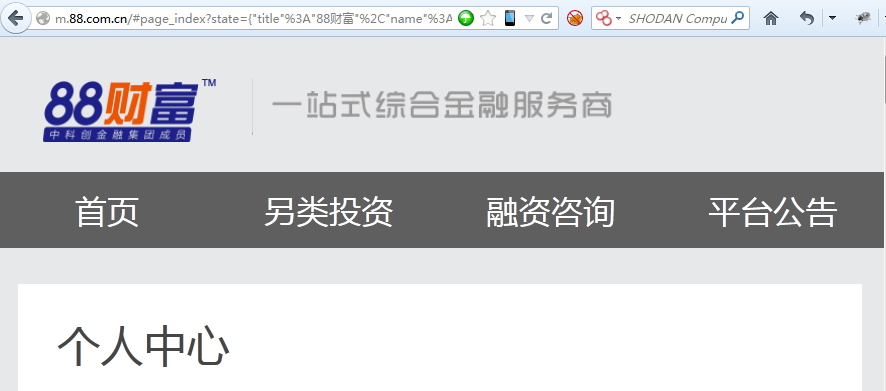 m.88.com.cn/#page_index?state={"title"%3A"88财富"%2C"name"%3A
SHODAN Compu
88财富™
中科创金融集团成员
一站式综合金融服务商
首页 另类投资 融资咨询 平台公告
个人中心